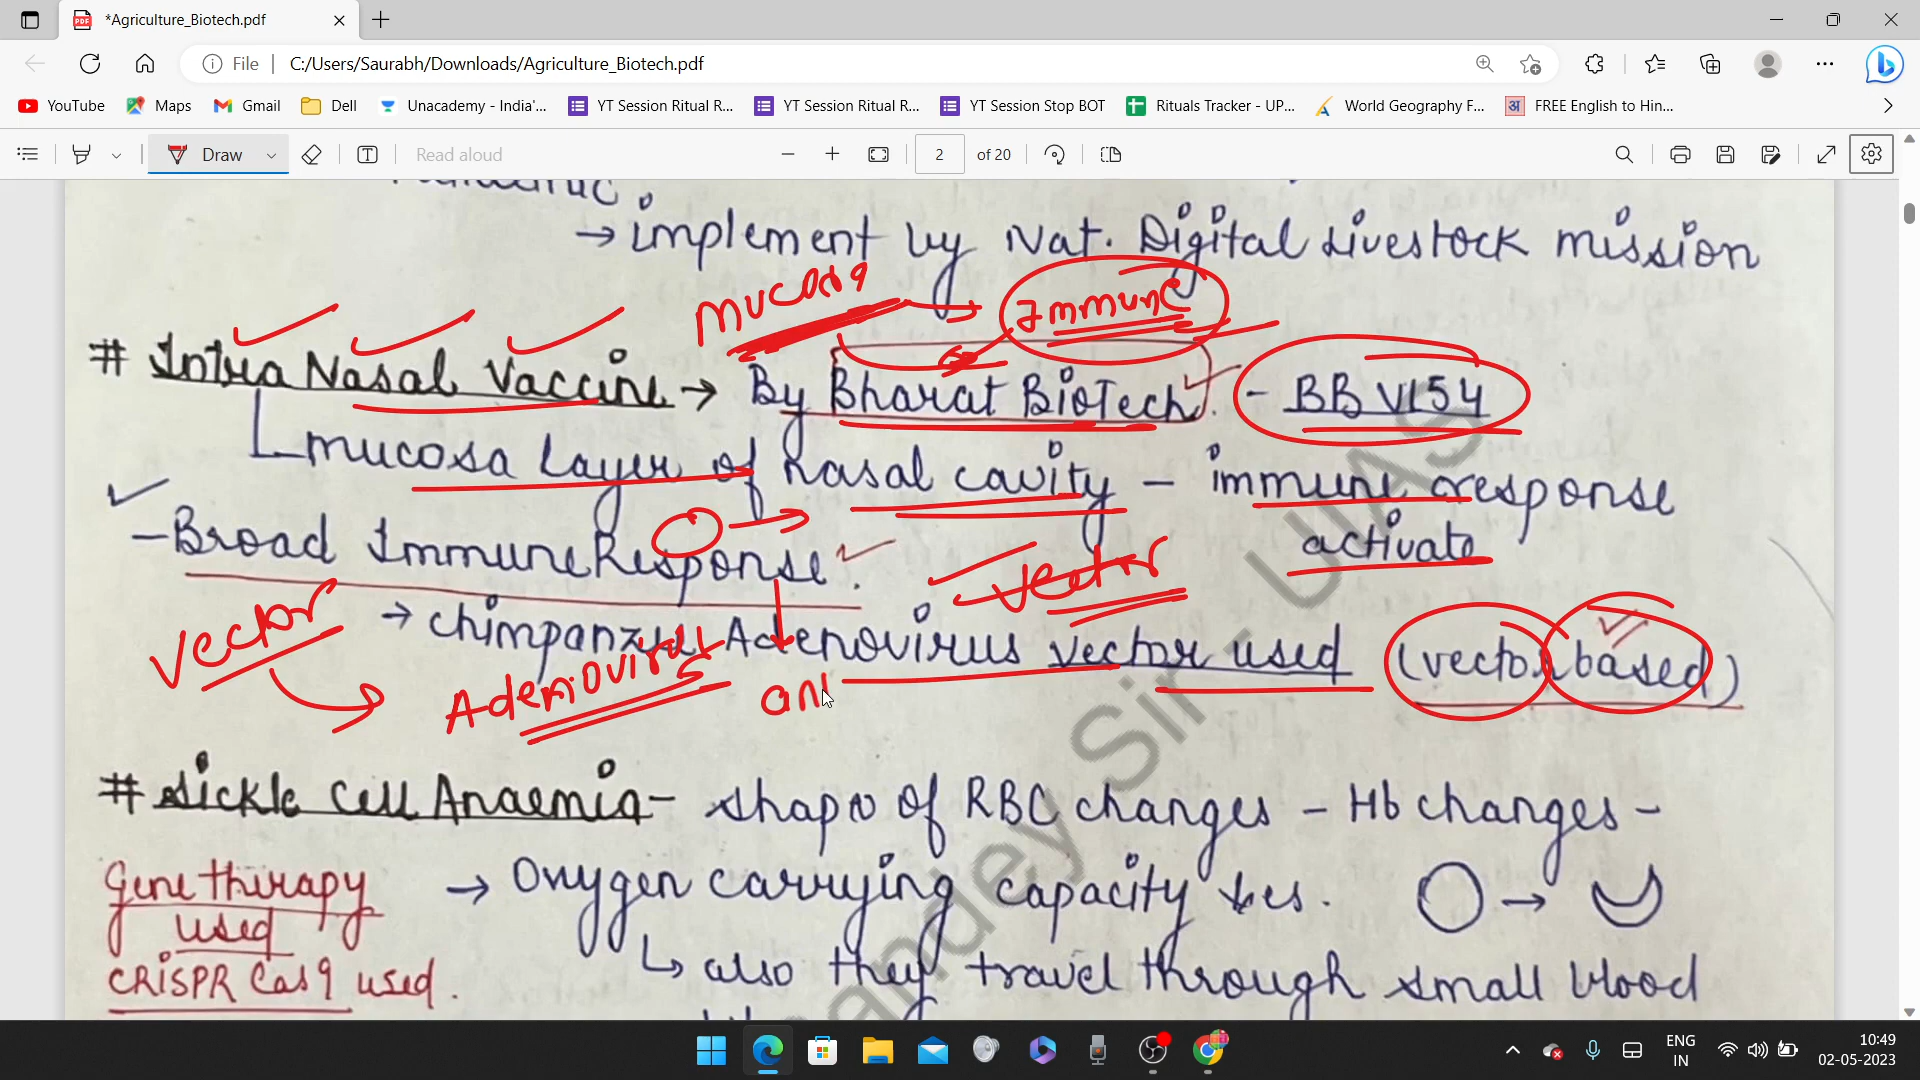 *Agriculture_Biotech.pdf
File C:/Users/Saurabh/Downloads/Agriculture_Biotech.pdf
YouTube Maps Gmail Dell Unacademy - India'... YT Session Ritual R... YT Session Ritual R... YT Session Stop BOT Rituals Tracker - UP... World Geography F... FREE English to Hin...
Draw Read aloud 2 of 20
→ implement by Nat. Digital Livestock mission
mucosa → Immune
# Intra Nasal Vaccine → By Bharat BioTech. - BBV154
mucosa layer of nasal cavity - immune response
activate
- Broad Immune Response.
Vector
→ chimpanzee Adenovirus vector used (vector based)
Vector
Adenovirus
ant
# Sickle Cell Anaemia - shape of RBC changes - Hb changes -
Gene therapy used
→ Oxygen carrying capacity
CRISPR Cas9 used.
↳ also they travel through small blood
Pandey Sir - UAS
ENG
IN
10:49
02-05-2023